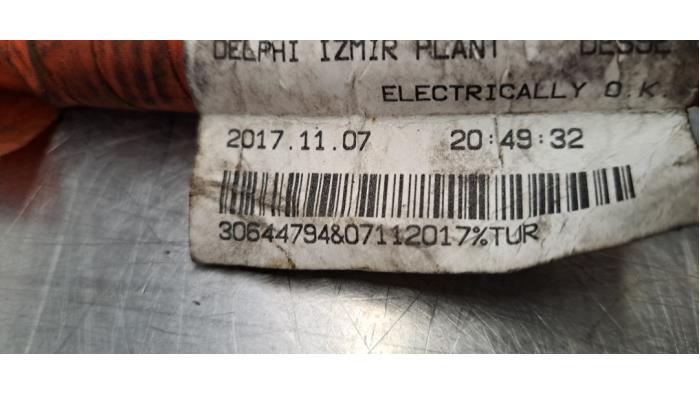 DELPHI IZMIR PLANT
ELECTRICALLY O.K.
2017.11.07 20:49:32
30644794&07112017%TUR